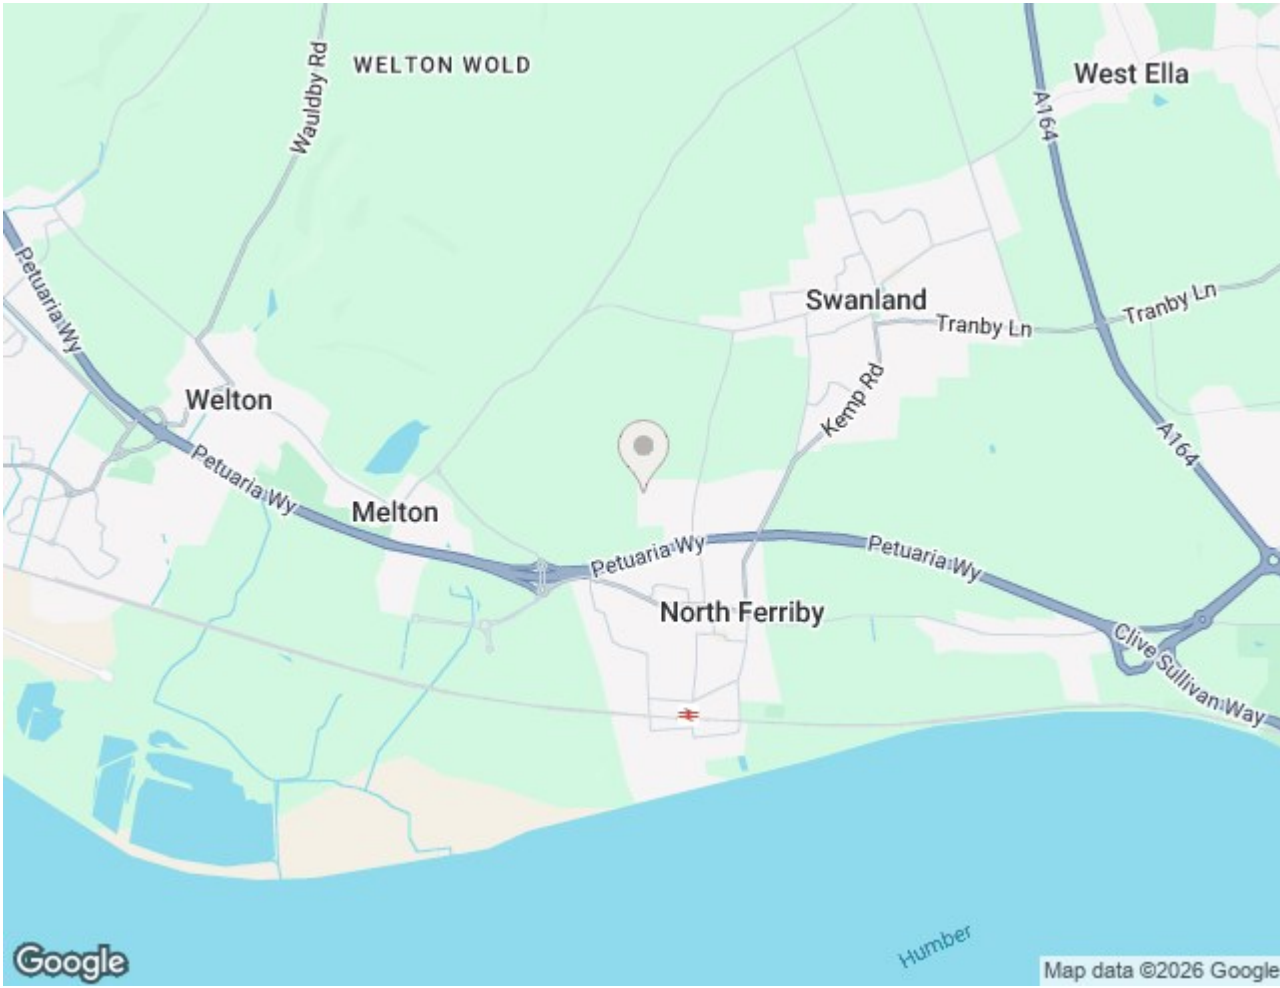 WELTON WOLD
Wauldby Rd
West Ella
A164
Petuaria Wy
Swanland
Tranby Ln
Tranby Ln
Kemp Rd
Welton
A164
Petuaria Wy
Melton
Petuaria Wy
Petuaria Wy
North Ferriby
Clive Sullivan Way
Humber
Google
Map data ©2026 Google